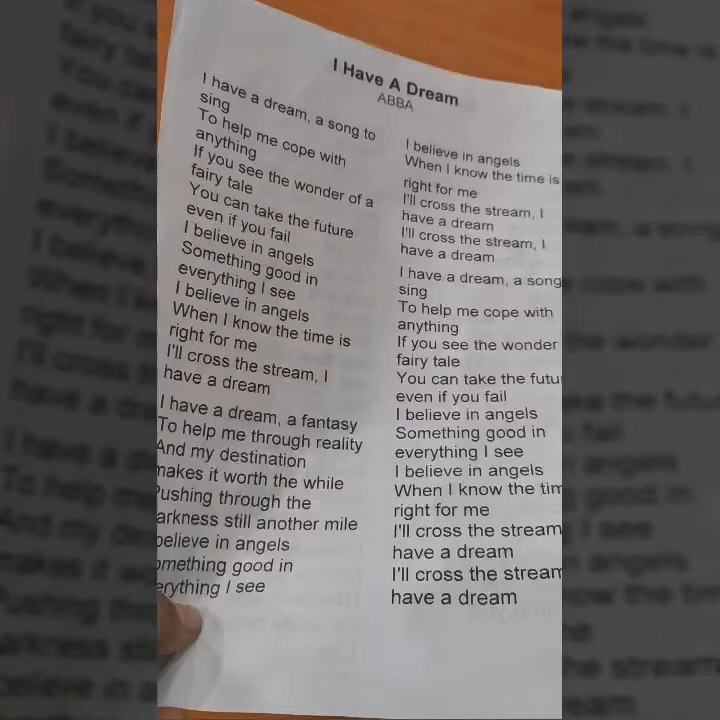 I Have A Dream
ABBA
I have a dream, a song to
sing
To help me cope with
anything
If you see the wonder of a
fairy tale
You can take the future
even if you fail
I believe in angels
Something good in
everything I see
I believe in angels
When I know the time is
right for me
I'll cross the stream, I
have a dream
I have a dream, a fantasy
To help me through reality
And my destination
makes it worth the while
Pushing through the
arkness still another mile
believe in angels
omething good in
erything I see
I believe in angels
When I know the time is
right for me
I'll cross the stream, I
have a dream
I'll cross the stream, I
have a dream
I have a dream, a song
sing
To help me cope with
anything
If you see the wonder
fairy tale
You can take the futu
even if you fail
I believe in angels
Something good in
everything I see
I believe in angels
When I know the tim
right for me
I'll cross the stream
have a dream
I'll cross the stream
have a dream